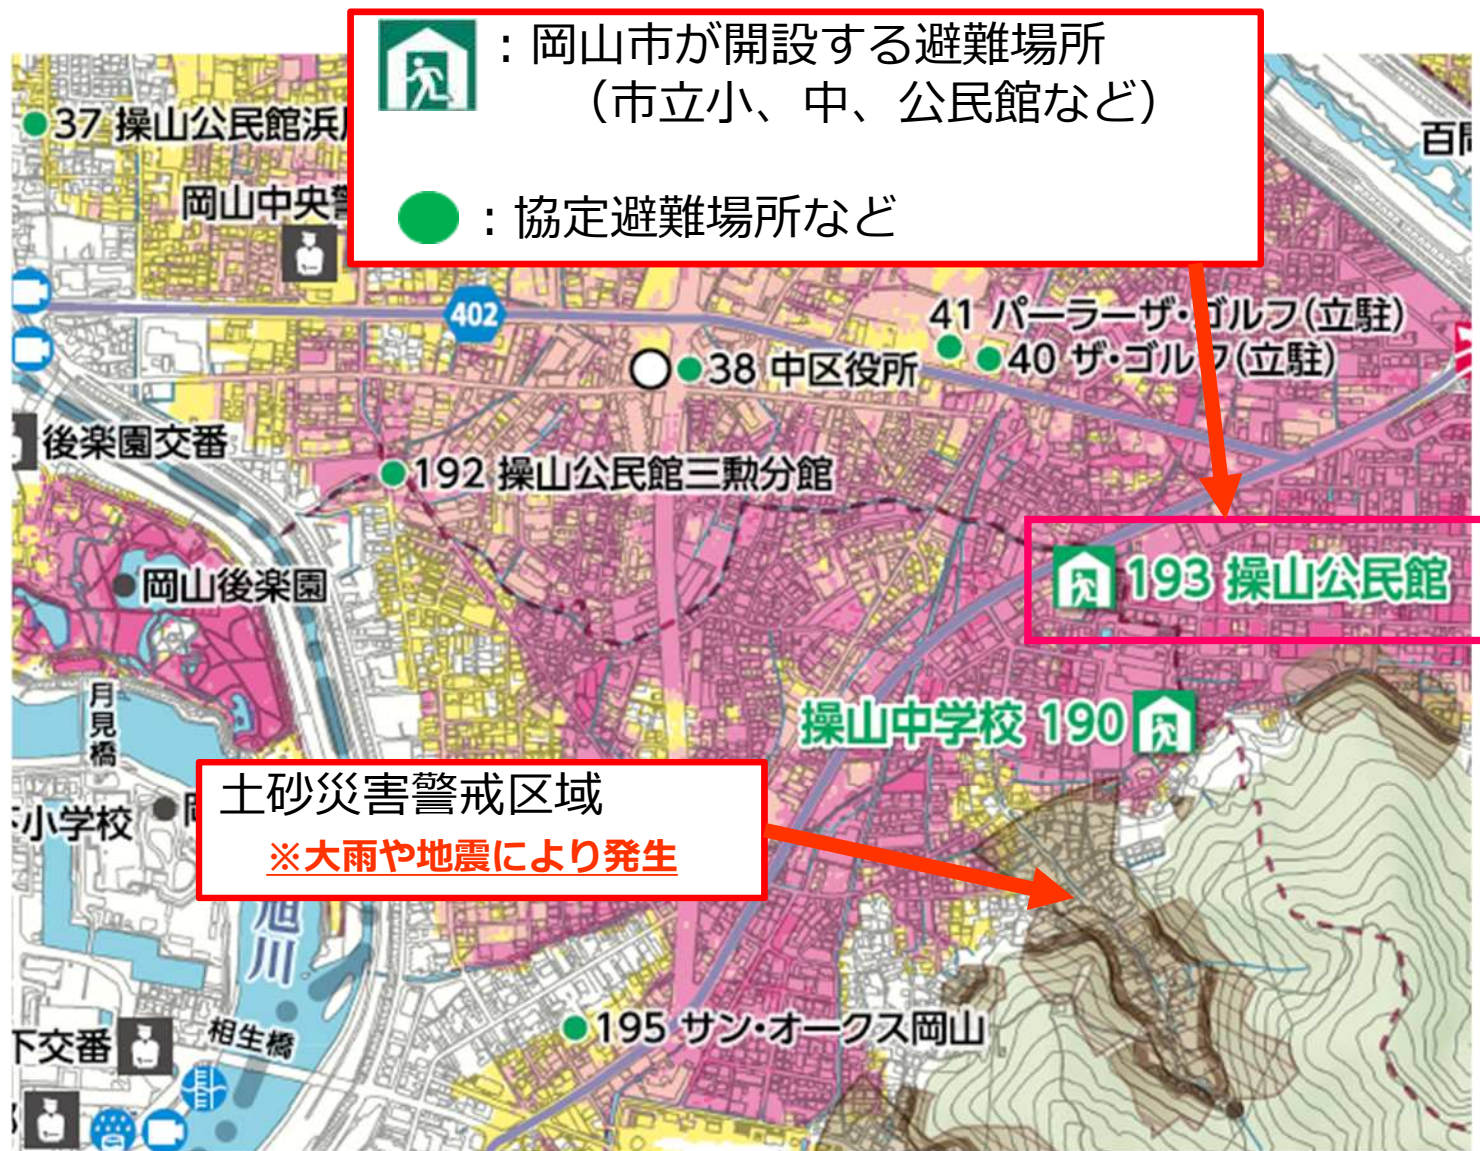 ：岡山市が開設する避難場所
（市立小、中、公民館など）
：協定避難場所など
37 操山公民館浜
岡山中央警
402
41 パーラーザ・ゴルフ（立駐）
40 ザ・ゴルフ（立駐）
38 中区役所
後楽園交番
192 操山公民館三勲分館
岡山後楽園
193 操山公民館
月見橋
操山中学校 190
土砂災害警戒区域
※大雨や地震により発生
小学校
旭川
195 サン・オークス岡山
下交番
相生橋